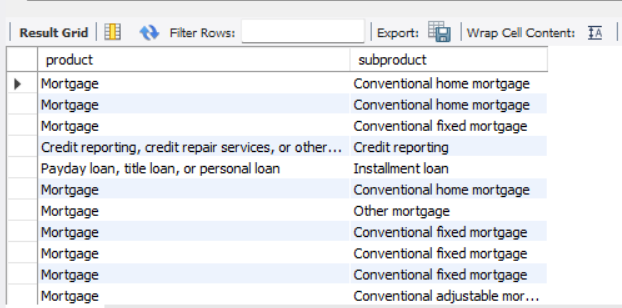 Result Grid Filter Rows: Export: Wrap Cell Content: IA
product subproduct
Mortgage Conventional home mortgage
Mortgage Conventional home mortgage
Mortgage Conventional fixed mortgage
Credit reporting, credit repair services, or other... Credit reporting
Payday loan, title loan, or personal loan Installment loan
Mortgage Conventional home mortgage
Mortgage Other mortgage
Mortgage Conventional fixed mortgage
Mortgage Conventional fixed mortgage
Mortgage Conventional fixed mortgage
Mortgage Conventional adjustable mor...